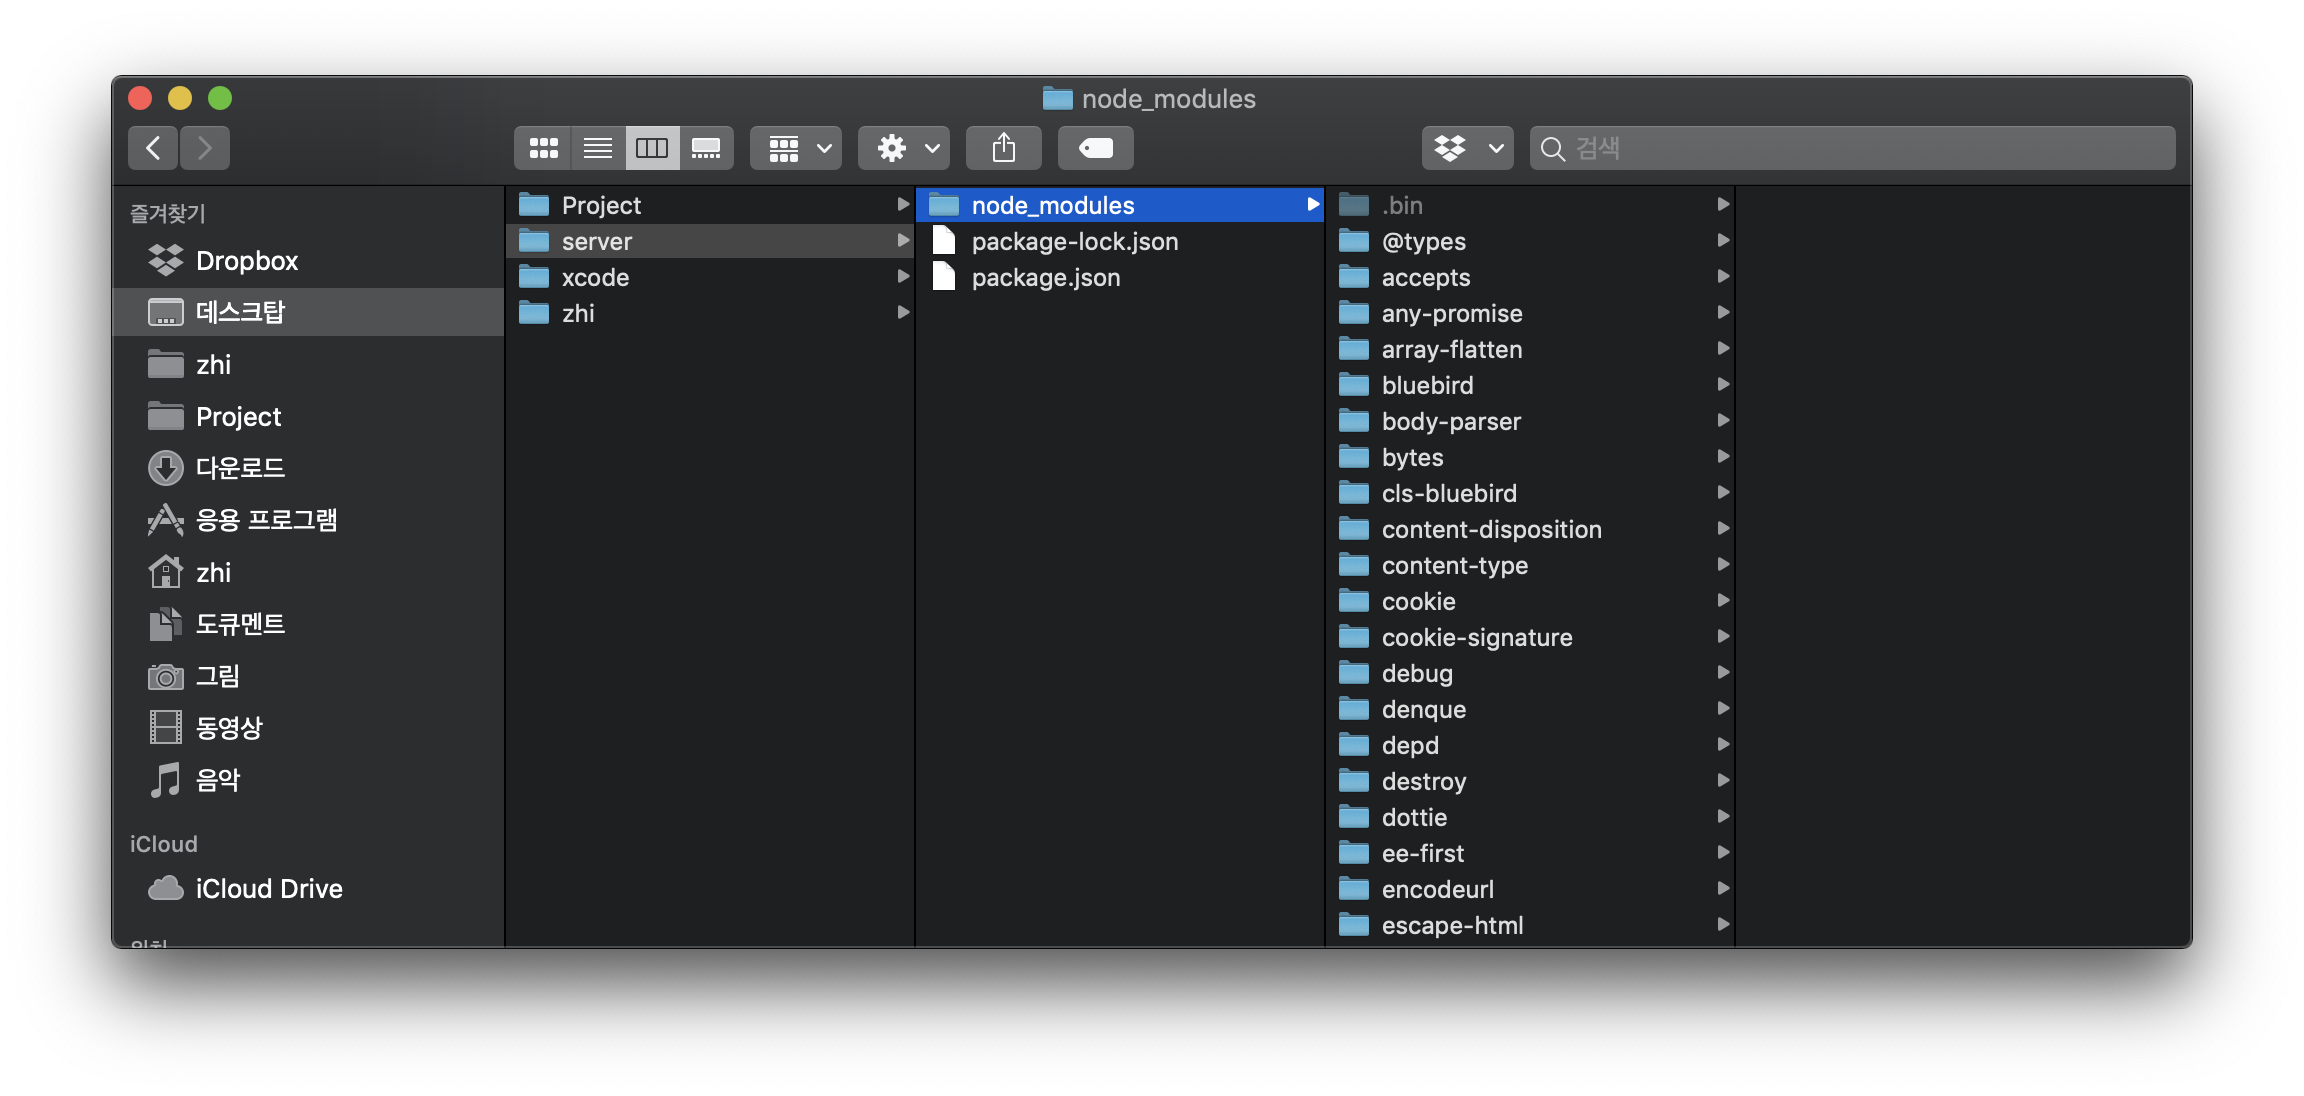 node_modules
검색
즐겨찾기
Dropbox
데스크탑
zhi
Project
다운로드
응용 프로그램
zhi
도큐멘트
그림
동영상
음악
iCloud
iCloud Drive
Project
server
xcode
zhi
node_modules
package-lock.json
package.json
.bin
@types
accepts
any-promise
array-flatten
bluebird
body-parser
bytes
cls-bluebird
content-disposition
content-type
cookie
cookie-signature
debug
denque
depd
destroy
dottie
ee-first
encodeurl
escape-html